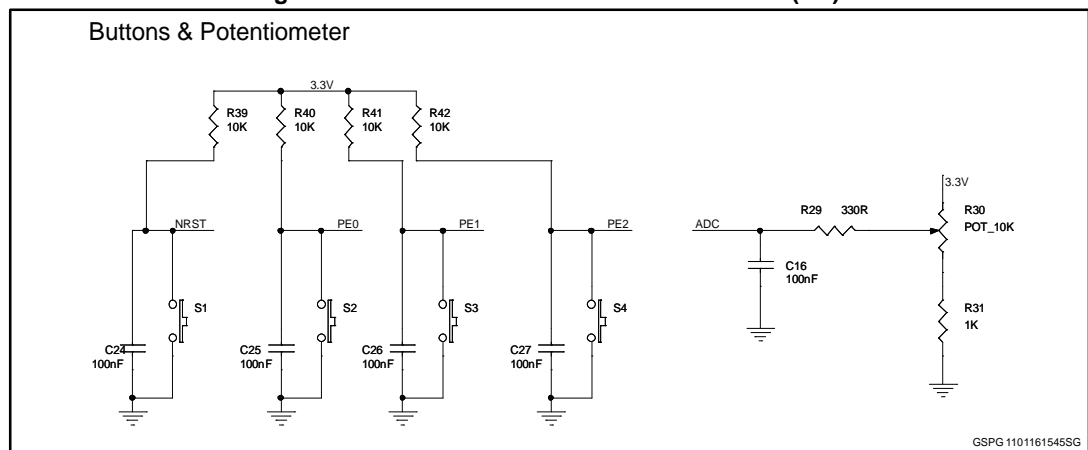 Buttons & Potentiometer
3.3V
R39
10K
R40
10K
R41
10K
R42
10K
NRST
PE0
PE1
PE2
S1
S2
S3
S4
C24
100nF
C25
100nF
C26
100nF
C27
100nF
ADC
R29 330R
C16
100nF
3.3V
R30
POT_10K
R31
1K
GSPG1101161545SG